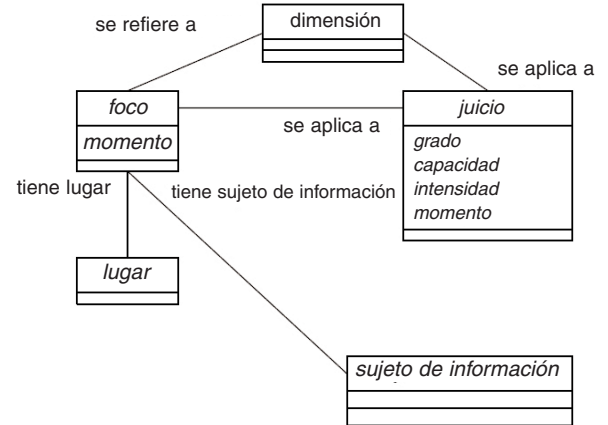 se refiere a
dimensión
se aplica a
foco
momento
se aplica a
juicio
grado
capacidad
intensidad
momento
tiene lugar
tiene sujeto de información
lugar
sujeto de información